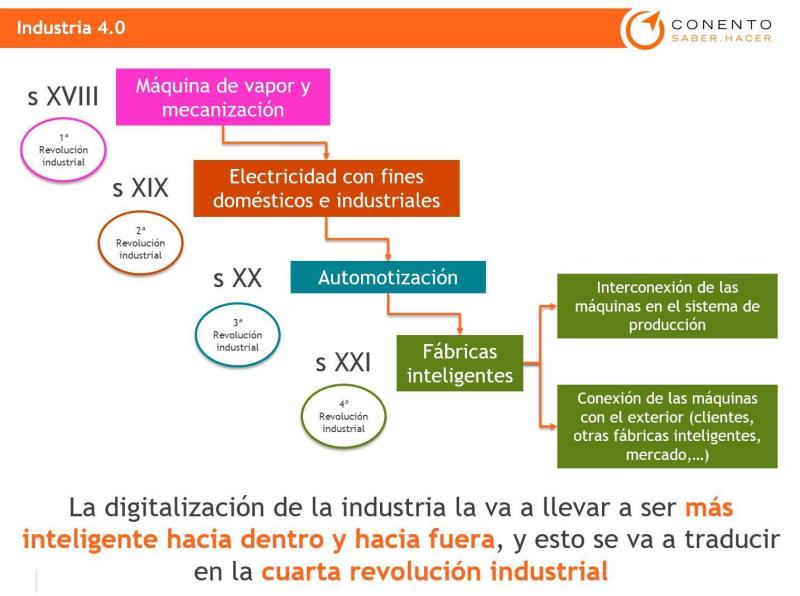 Industria 4.0
CONENTO
SABER.HACER
s XVIII
Máquina de vapor y
mecanización
1ª
Revolución
industrial
s XIX
Electricidad con fines
domésticos e industriales
2ª
Revolución
industrial
s XX
Automotización
3ª
Revolución
industrial
s XXI
Fábricas
inteligentes
4ª
Revolución
industrial
Interconexión de las
máquinas en el sistema de
producción
Conexión de las máquinas
con el exterior (clientes,
otras fábricas inteligentes,
mercado,...)
La digitalización de la industria la va a llevar a ser más
inteligente hacia dentro y hacia fuera, y esto se va a traducir
en la cuarta revolución industrial